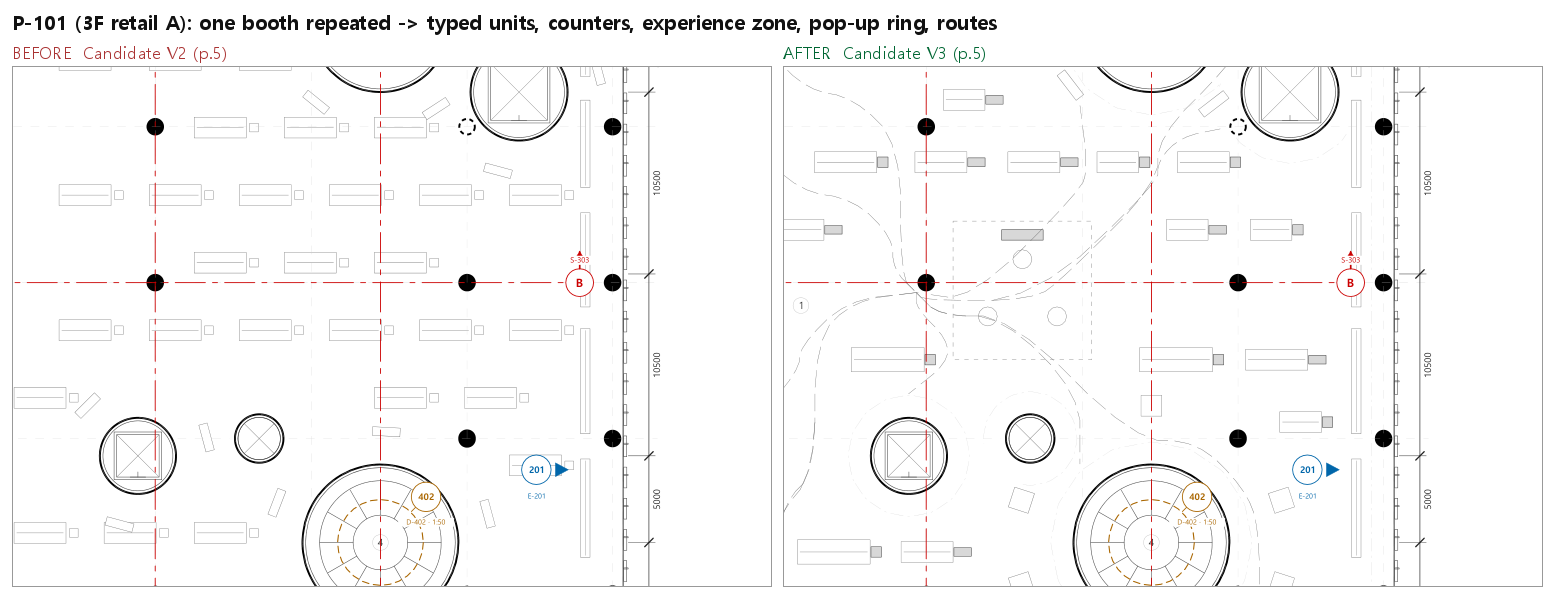 P-101 (3F retail A): one booth repeated -> typed units, counters, experience zone, pop-up ring, routes
BEFORE Candidate V2 (p.5)
AFTER Candidate V3 (p.5)
10500
S-303
B
10500
201
E-201
402
D-402 · 1:50
5000
4
10500
S-303
B
1
10500
201
E-201
402
D-402 · 1:50
5000
4